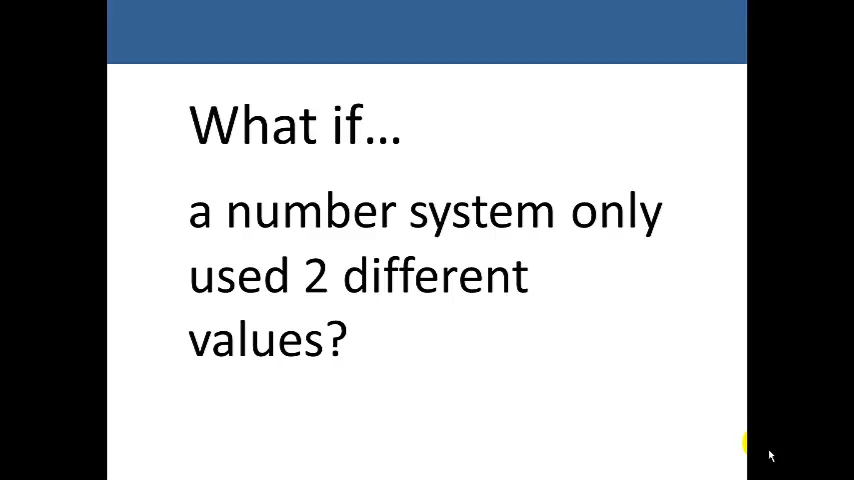 What if...
a number system only
used 2 different
values?